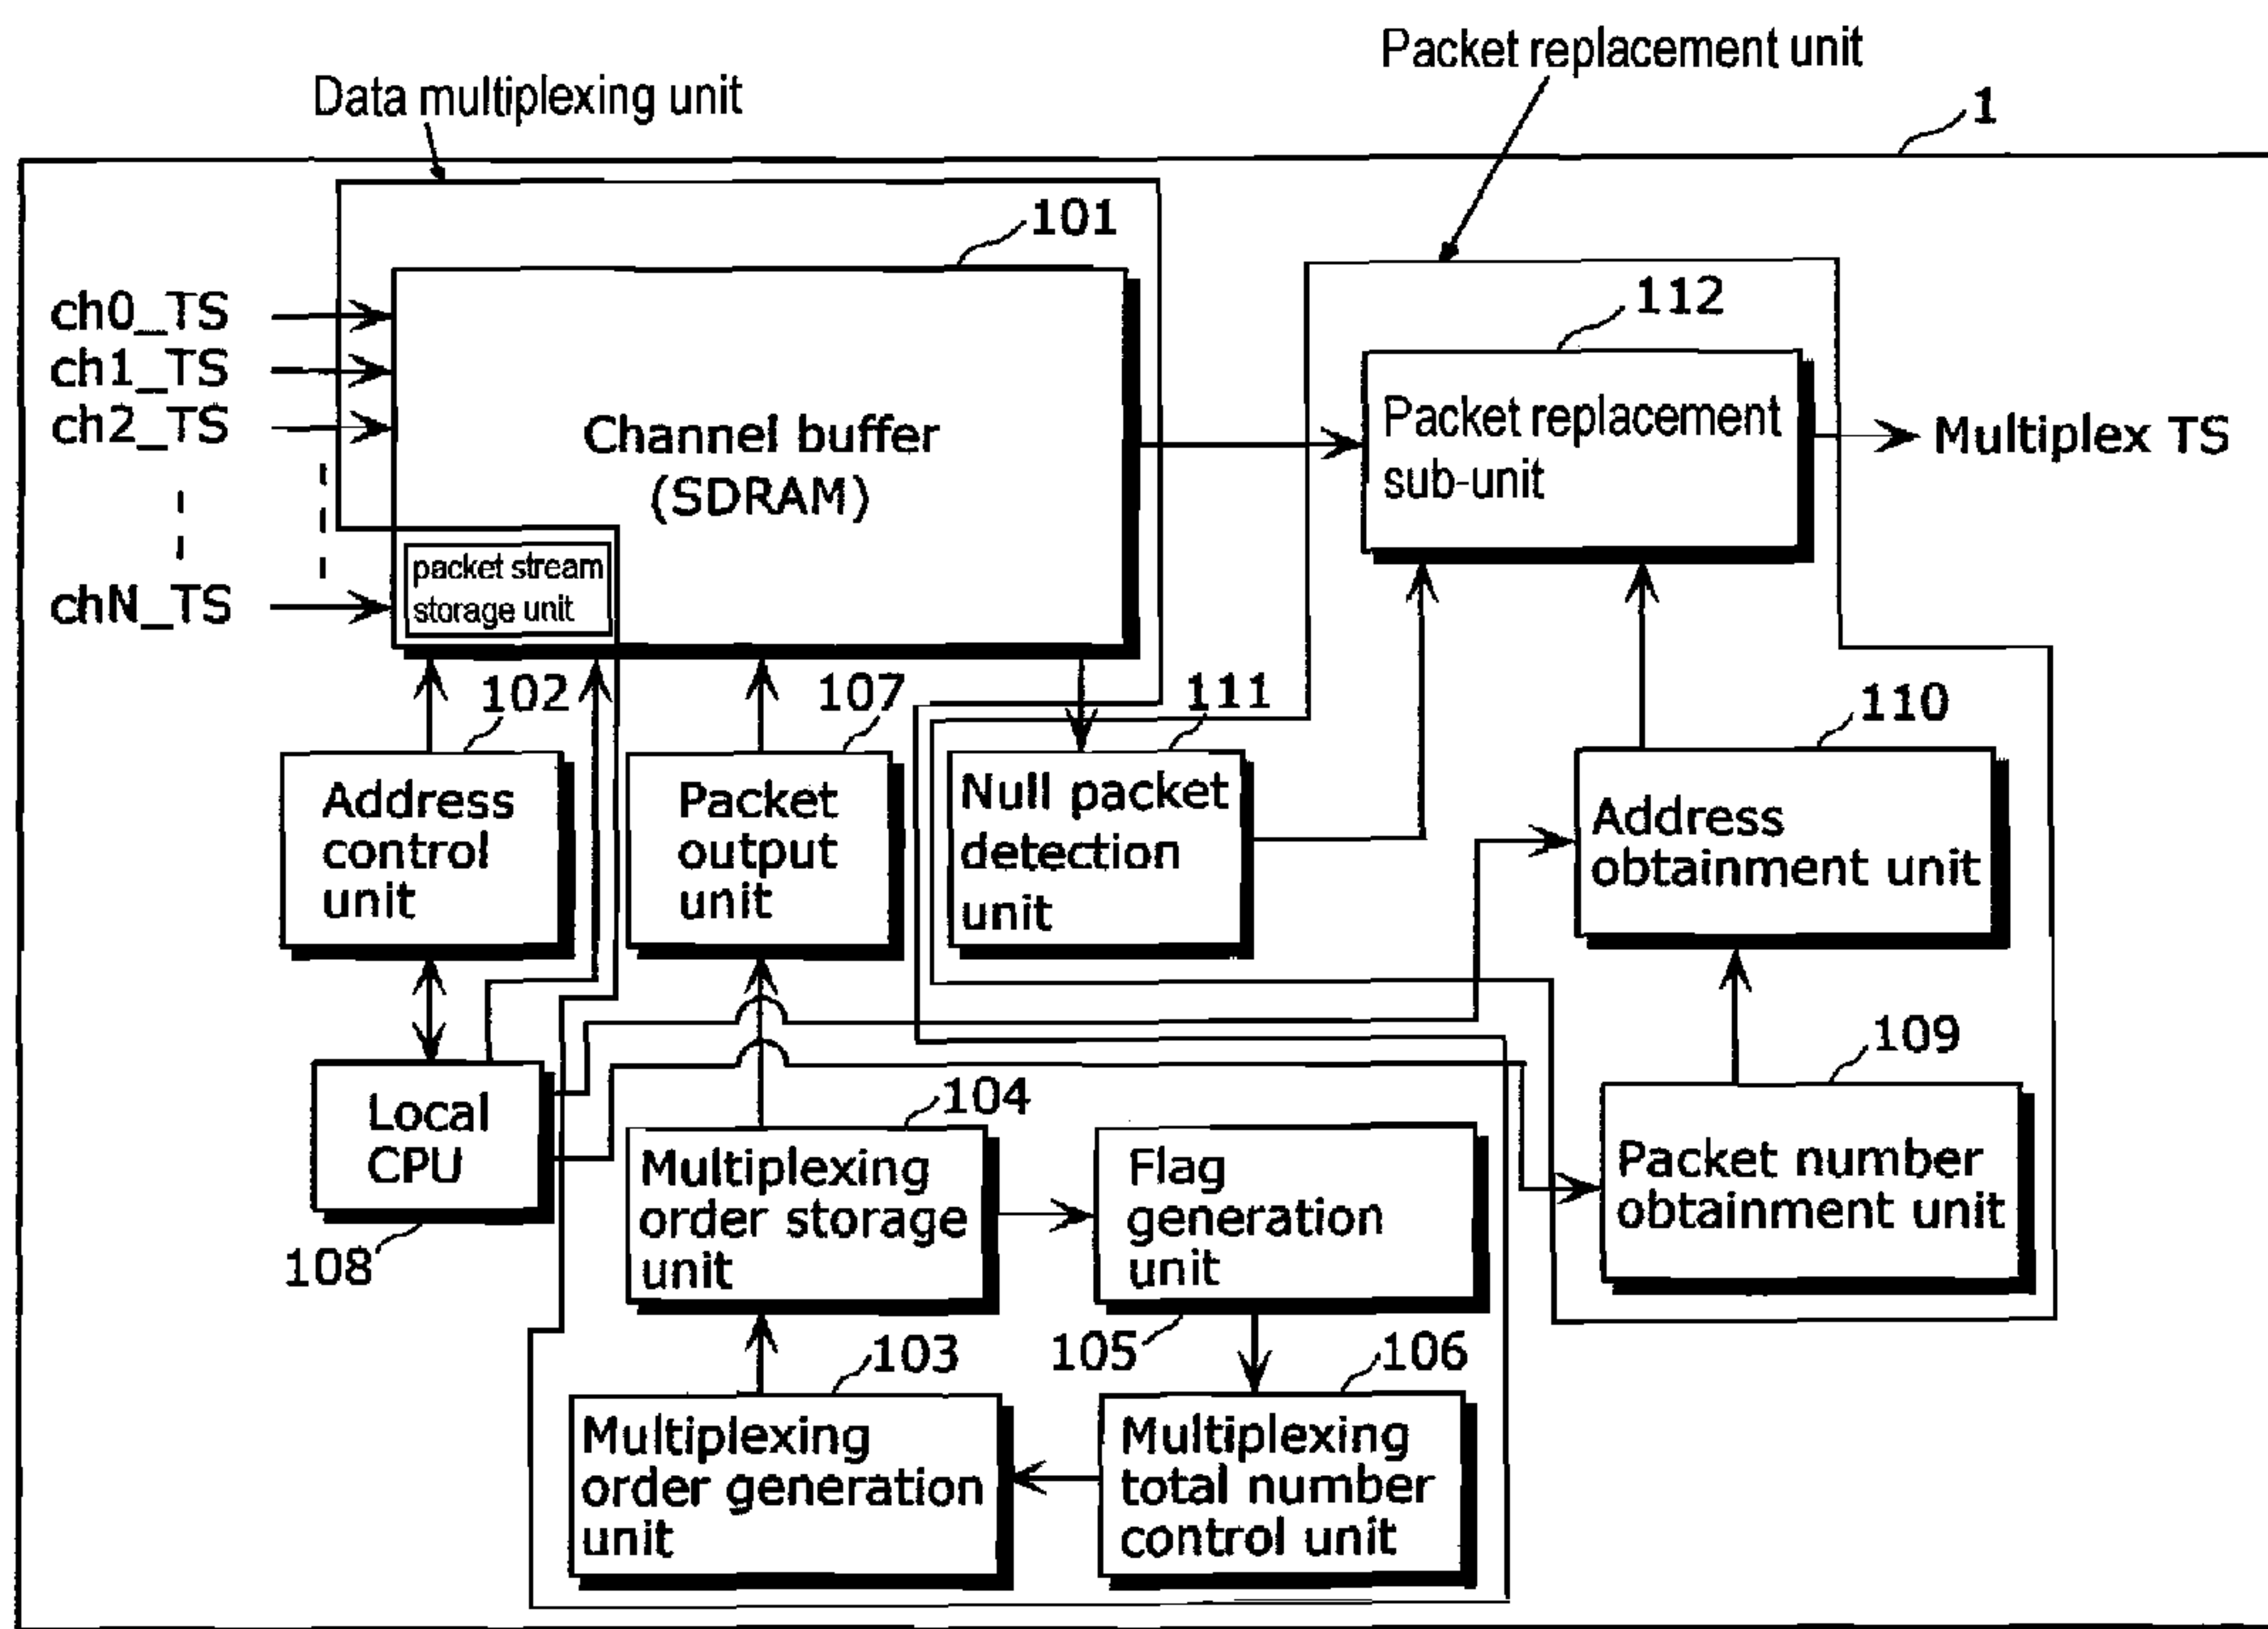 Packet replacement unit
Data multiplexing unit
1
101
ch0_TS
ch1_TS
ch2_TS
chN_TS
Channel buffer
(SDRAM)
packet stream
storage unit
112
Packet replacement
sub-unit
Multiplex TS
102
107
111
110
Address
control
unit
Packet
output
unit
Null packet
detection
unit
Address
obtainment unit
109
Local
CPU
108
104
Multiplexing
order storage
unit
Flag
generation
unit
105
Packet number
obtainment unit
103
106
Multiplexing
order generation
unit
Multiplexing
total number
control unit